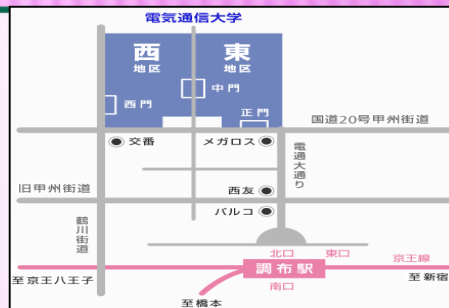 電気通信大学
西
地区
東
地区
中門
西門
正門
国道20号甲州街道
交番
メガロス
電通大通り
旧甲州街道
西友
パルコ
鶴川街道
北口
東口
京王線
調布駅
南口
至京王八王子
至新宿
至橋本